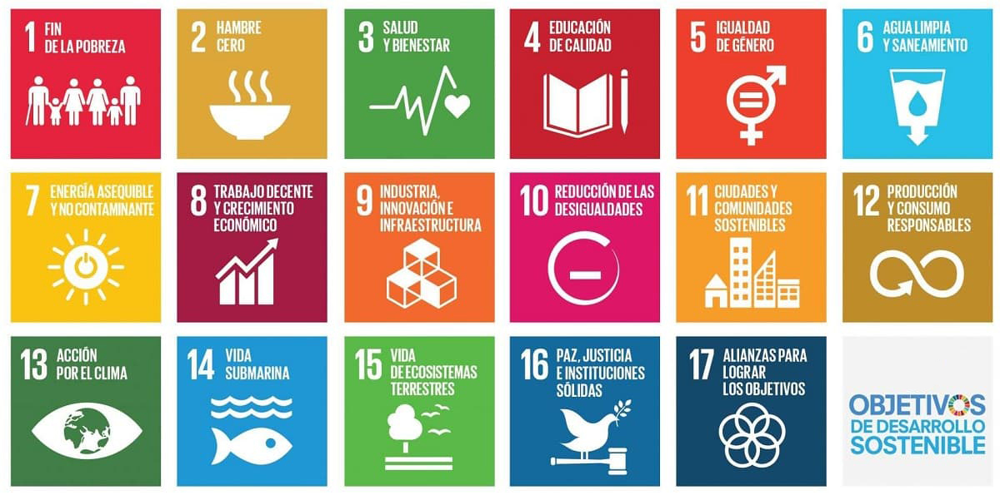 1 FIN
DE LA POBREZA
2 HAMBRE
CERO
3 SALUD
Y BIENESTAR
4 EDUCACIÓN
DE CALIDAD
5 IGUALDAD
DE GÉNERO
6 AGUA LIMPIA
Y SANEAMIENTO
7 ENERGÍA ASEQUIBLE
Y NO CONTAMINANTE
8 TRABAJO DECENTE
Y CRECIMIENTO
ECONÓMICO
9 INDUSTRIA,
INNOVACIÓN E
INFRAESTRUCTURA
10 REDUCCIÓN DE LAS
DESIGUALDADES
11 CIUDADES Y
COMUNIDADES
SOSTENIBLES
12 PRODUCCIÓN
Y CONSUMO
RESPONSABLES
13 ACCIÓN
POR EL CLIMA
14 VIDA
SUBMARINA
15 VIDA
DE ECOSISTEMAS
TERRESTRES
16 PAZ, JUSTICIA
E INSTITUCIONES
SÓLIDAS
17 ALIANZAS PARA
LOGRAR
LOS OBJETIVOS
OBJETIVOS
DE DESARROLLO
SOSTENIBLE